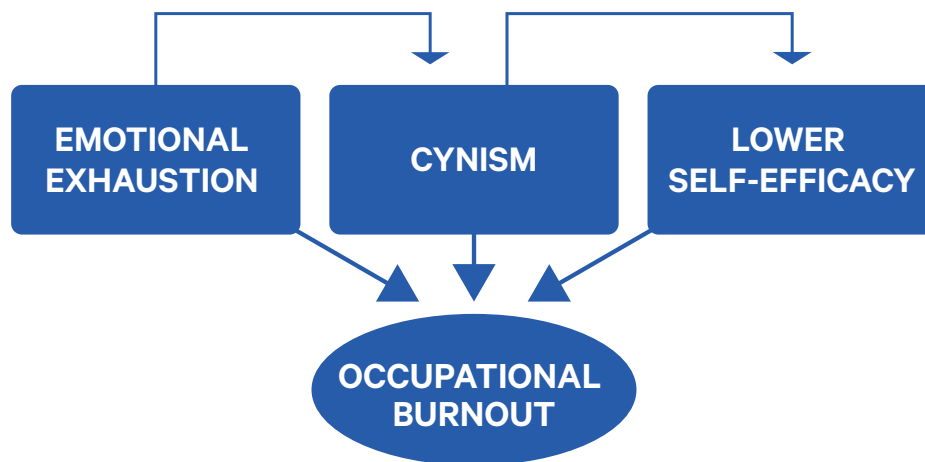 EMOTIONAL
EXHAUSTION
CYNISM
LOWER
SELF-EFFICACY
OCCUPATIONAL
BURNOUT